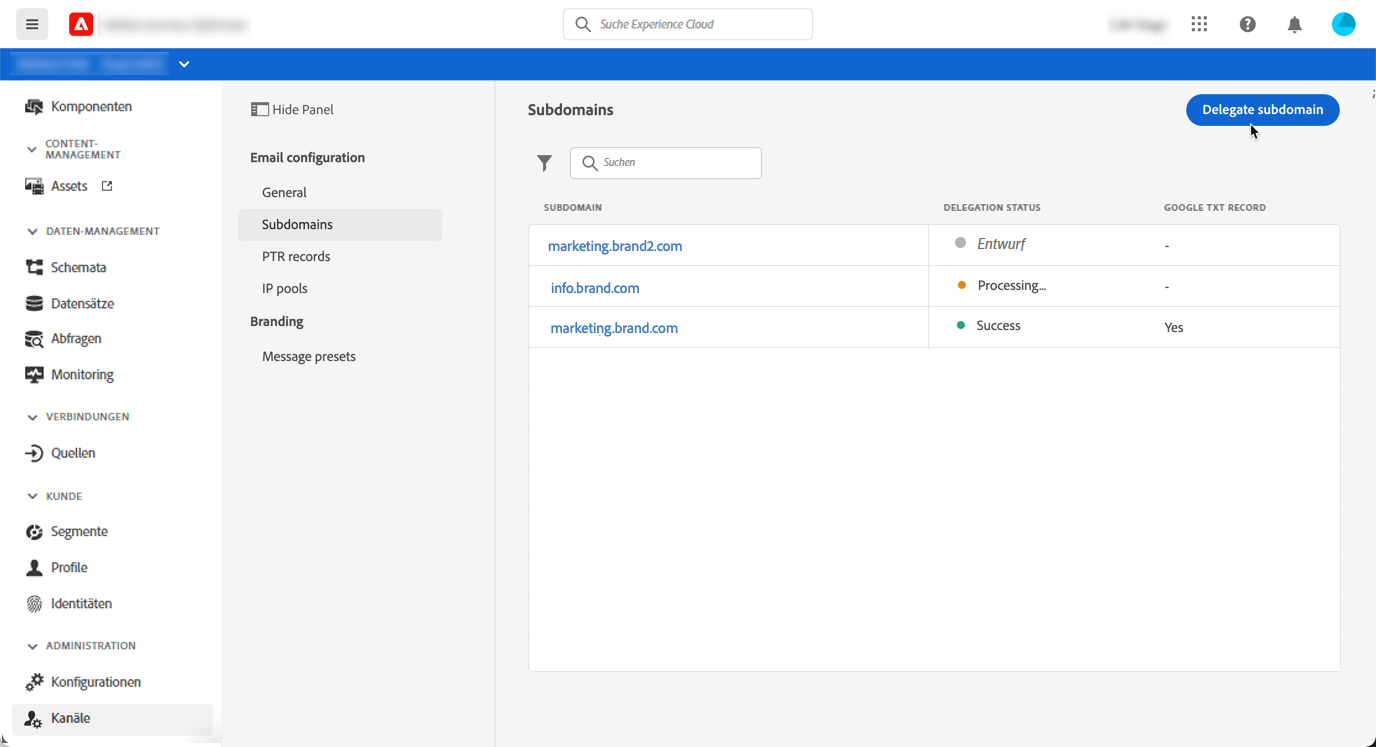 Suche Experience Cloud
Komponenten
CONTENT-
MANAGEMENT
Assets
DATEN-MANAGEMENT
Schemata
Datensätze
Abfragen
Monitoring
VERBINDUNGEN
Quellen
KUNDE
Segmente
Profile
Identitäten
ADMINISTRATION
Konfigurationen
Kanäle
Hide Panel
Email configuration
General
Subdomains
PTR records
IP pools
Branding
Message presets
Subdomains
Delegate subdomain
Suchen
SUBDOMAIN DELEGATION STATUS GOOGLE TXT RECORD
marketing.brand2.com Entwurf -
info.brand.com Processing... -
marketing.brand.com Success Yes